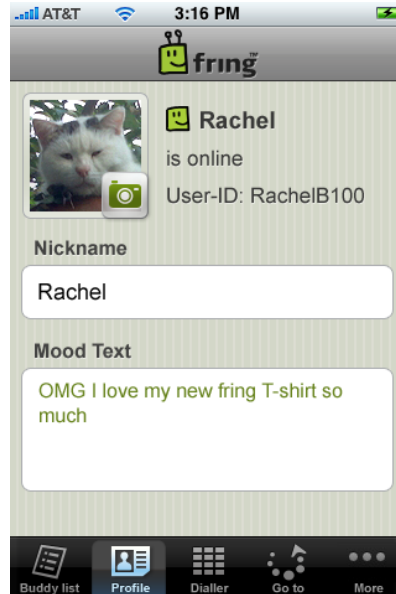 AT&T 3:16 PM
fring™
Rachel
is online
User-ID: RachelB100
Nickname
Rachel
Mood Text
OMG I love my new fring T-shirt so
much
Buddy list Profile Dialler Go to More